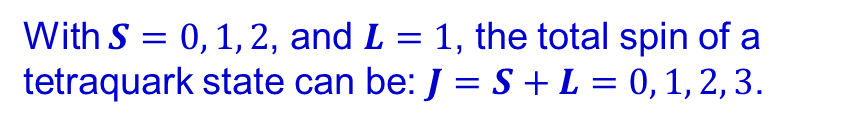 With S = 0, 1, 2, and L = 1, the total spin of a
tetraquark state can be: J = S + L = 0, 1, 2, 3.